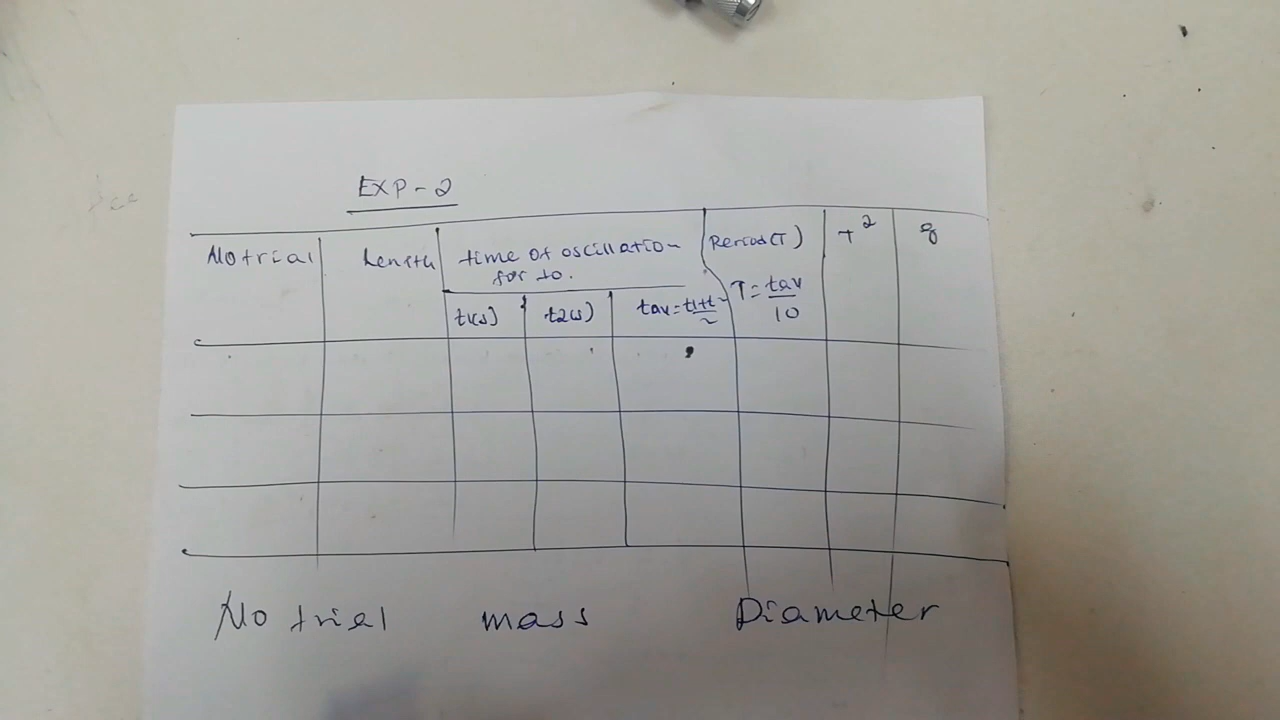 EXP-2
No trial Length time of oscillation Period(T) T² g
for 10.
t1(s) t2(s) tav=t1+t2/2 T=tav/10
No trial mass Diameter